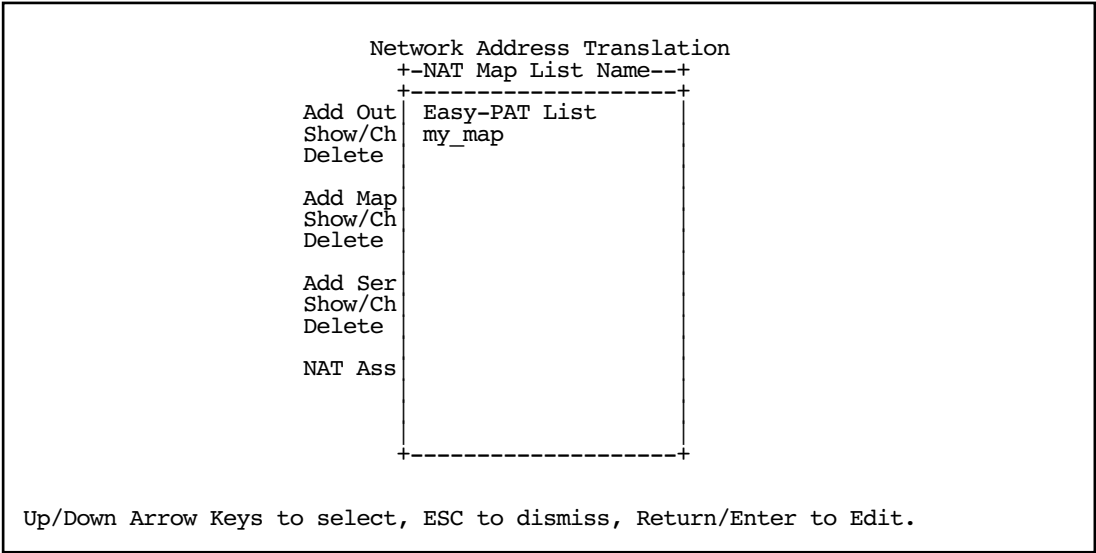 Network Address Translation
+-NAT Map List Name--+
+--------------------+
Add Out| Easy-PAT List |
Show/Ch| my_map |
Delete | |
| |
Add Map| |
Show/Ch| |
Delete | |
| |
Add Ser| |
Show/Ch| |
Delete | |
| |
NAT Ass| |
| |
| |
| |
+--------------------+
Up/Down Arrow Keys to select, ESC to dismiss, Return/Enter to Edit.